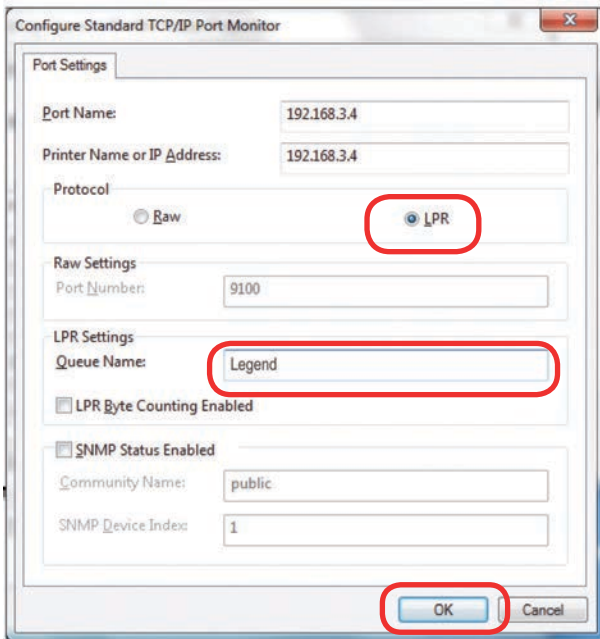 Configure Standard TCP/IP Port Monitor
Port Settings
Port Name: 192.168.3.4
Printer Name or IP Address: 192.168.3.4
Protocol
Raw LPR
Raw Settings
Port Number: 9100
LPR Settings
Queue Name: Legend
LPR Byte Counting Enabled
SNMP Status Enabled
Community Name: public
SNMP Device Index: 1
OK Cancel